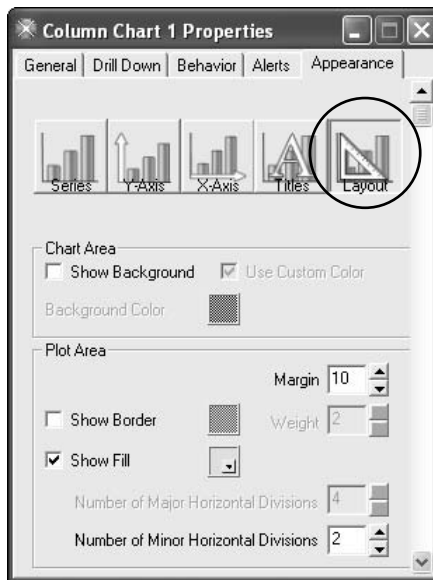 Column Chart 1 Properties
General Drill Down Behavior Alerts Appearance
Series Y-Axis X-Axis Titles Layout
Chart Area
Show Background Use Custom Color
Background Color
Plot Area
Margin 10
Show Border Weight 2
Show Fill
Number of Major Horizontal Divisions 4
Number of Minor Horizontal Divisions 2